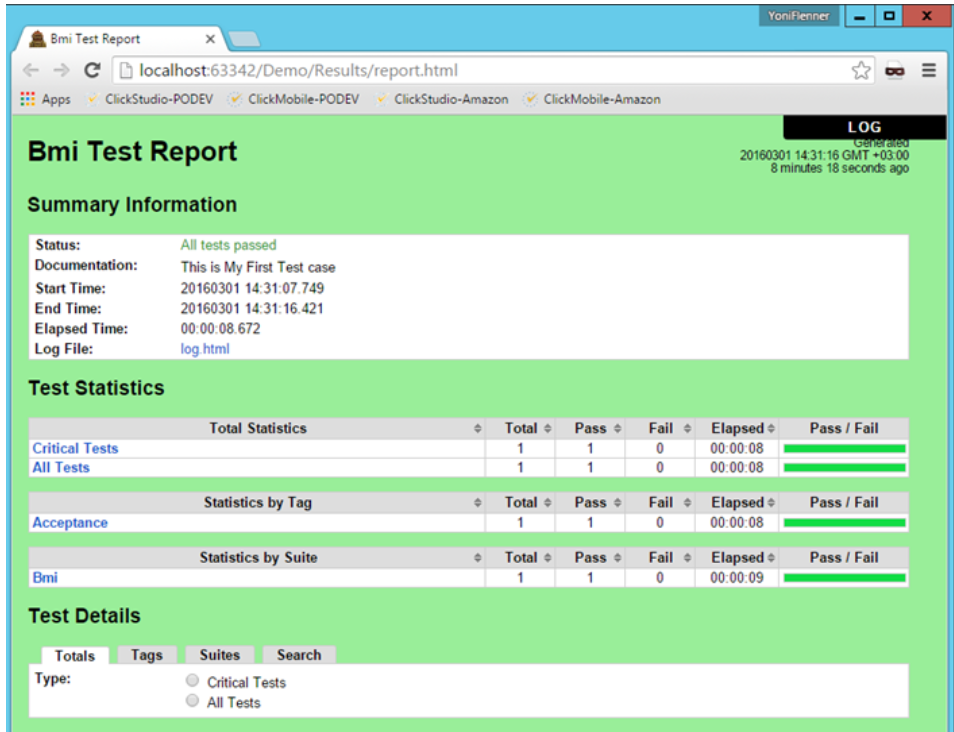 YoniFlenner
Bmi Test Report
localhost:63342/Demo/Results/report.html
Apps ClickStudio-PODEV ClickMobile-PODEV ClickStudio-Amazon ClickMobile-Amazon
LOG
Bmi Test Report
Generated
20160301 14:31:16 GMT +03:00
8 minutes 18 seconds ago
Summary Information
Status: All tests passed
Documentation: This is My First Test case
Start Time: 20160301 14:31:07.749
End Time: 20160301 14:31:16.421
Elapsed Time: 00:00:08.672
Log File: log.html
Test Statistics
Total Statistics Total Pass Fail Elapsed Pass / Fail
Critical Tests 1 1 0 00:00:08
All Tests 1 1 0 00:00:08
Statistics by Tag Total Pass Fail Elapsed Pass / Fail
Acceptance 1 1 0 00:00:08
Statistics by Suite Total Pass Fail Elapsed Pass / Fail
Bmi 1 1 0 00:00:09
Test Details
Totals Tags Suites Search
Type: Critical Tests
All Tests